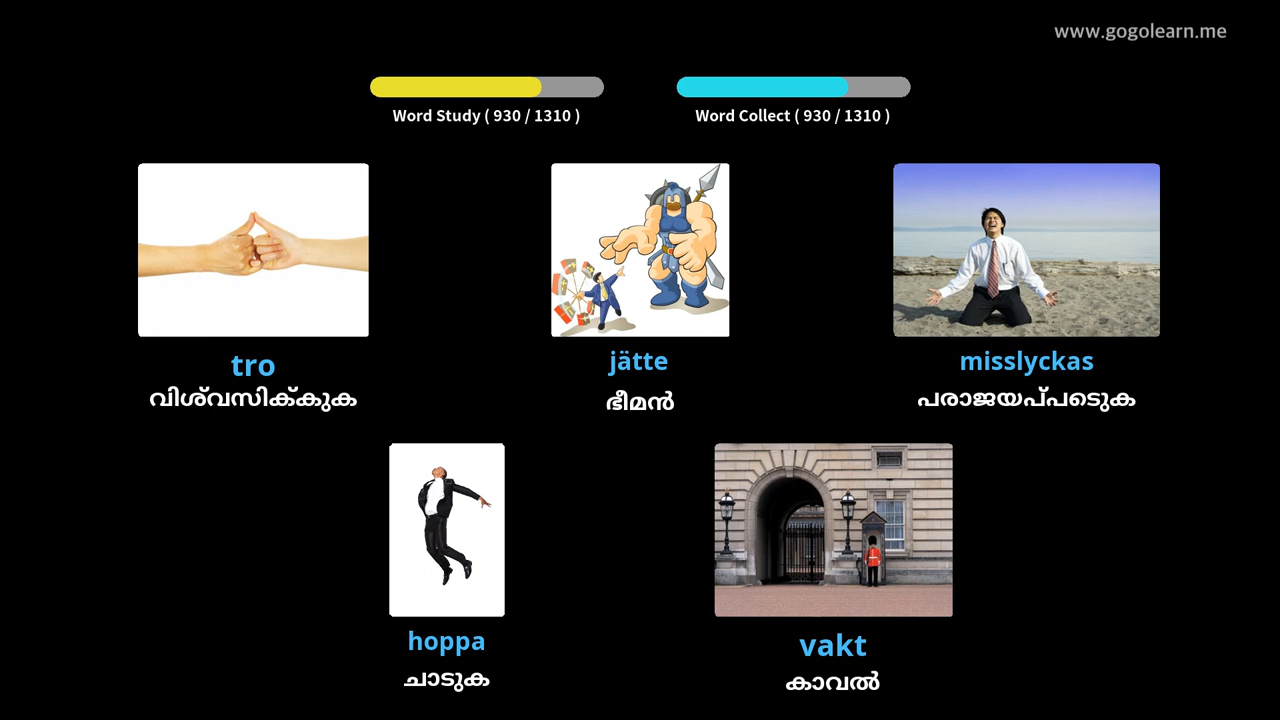 www.gogolearn.me
Word Study ( 930 / 1310 )
Word Collect ( 930 / 1310 )
tro
വിശ്വസിക്കുക
jätte
ഭീമൻ
misslyckas
പരാജയപ്പടെുക
hoppa
ചാടുക
vakt
കാവൽ